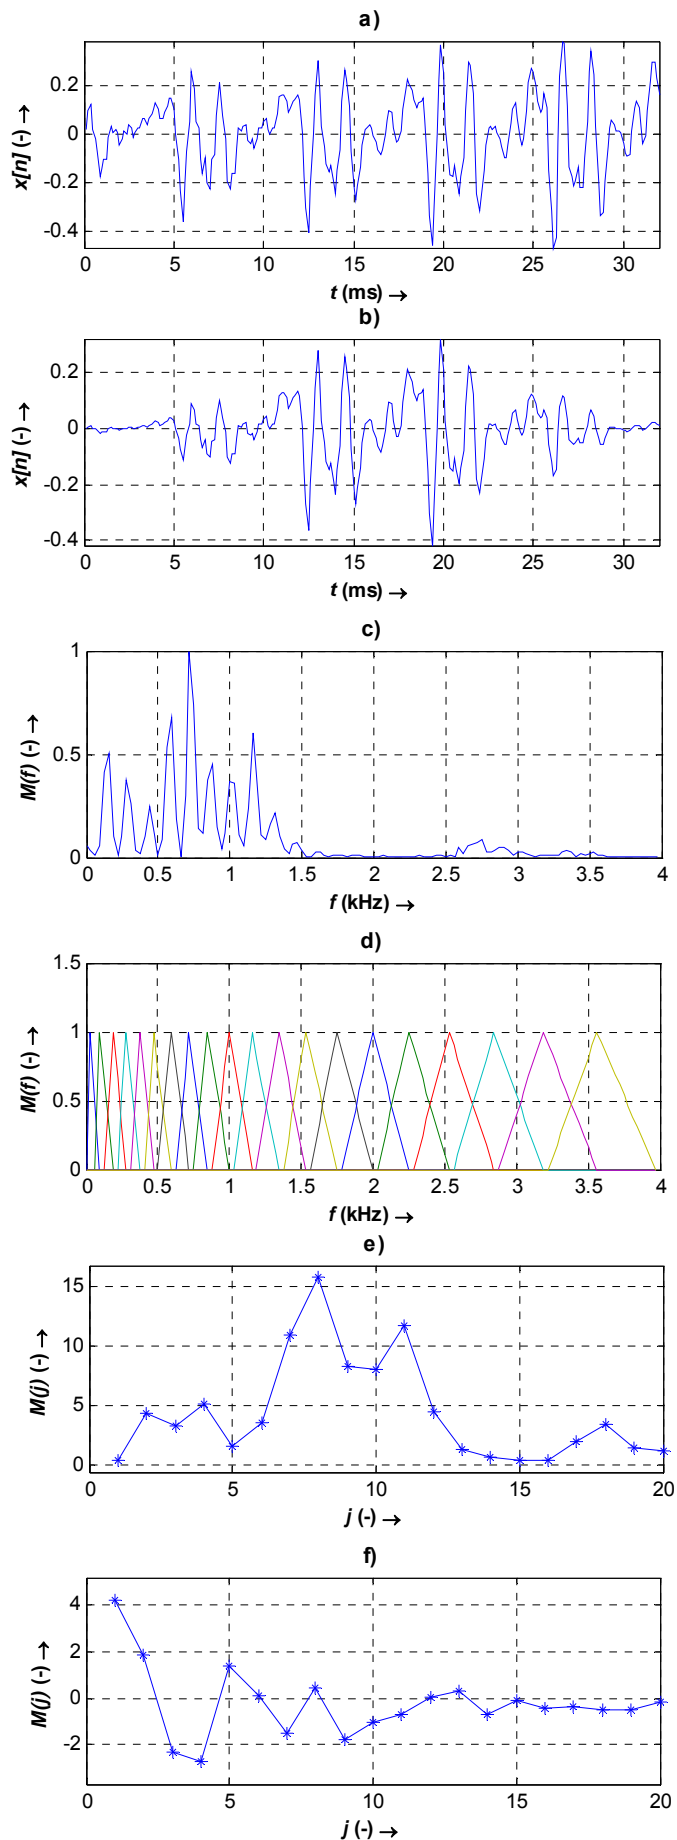 a)
x[n] (-) →
0.2
0
-0.2
-0.4
0 5 10 15 20 25 30
t (ms) →
b)
x[n] (-) →
0.2
0
-0.2
-0.4
0 5 10 15 20 25 30
t (ms) →
c)
M(f) (-) →
1
0.5
0
0 0.5 1 1.5 2 2.5 3 3.5 4
f (kHz) →
d)
M(f) (-) →
1.5
1
0.5
0
0 0.5 1 1.5 2 2.5 3 3.5 4
f (kHz) →
e)
M(j) (-) →
15
10
5
0
0 5 10 15 20
j (-) →
f)
M(j) (-) →
4
2
0
-2
0 5 10 15 20
j (-) →